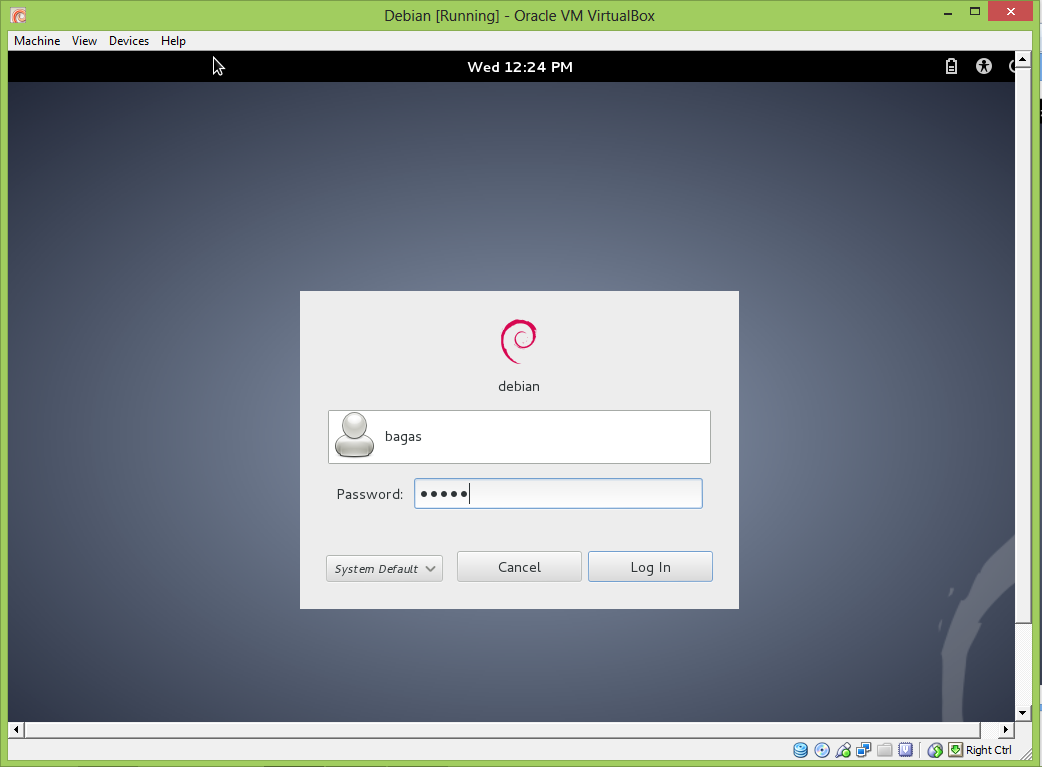 Debian [Running] - Oracle VM VirtualBox
Machine View Devices Help
Wed 12:24 PM
debian
bagas
Password: •••••
System Default Cancel Log In
Right Ctrl